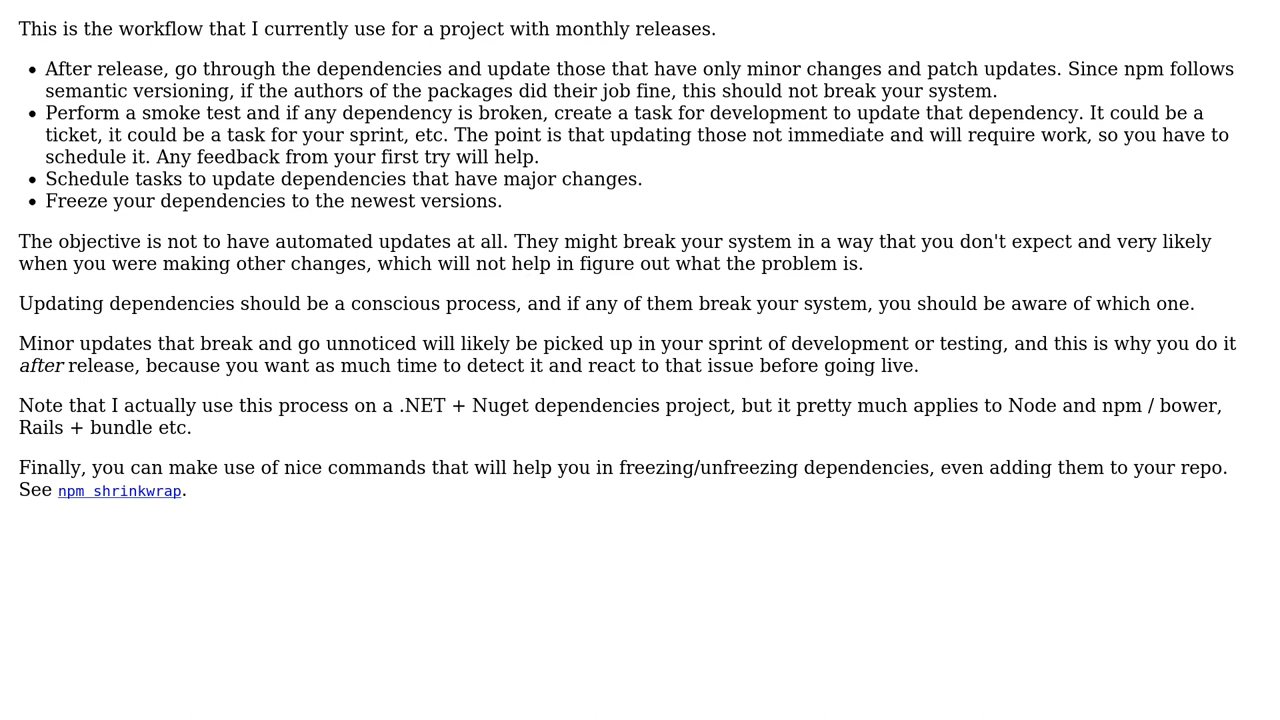 This is the workflow that I currently use for a project with monthly releases.
• After release, go through the dependencies and update those that have only minor changes and patch updates. Since npm follows
semantic versioning, if the authors of the packages did their job fine, this should not break your system.
• Perform a smoke test and if any dependency is broken, create a task for development to update that dependency. It could be a
ticket, it could be a task for your sprint, etc. The point is that updating those not immediate and will require work, so you have to
schedule it. Any feedback from your first try will help.
• Schedule tasks to update dependencies that have major changes.
• Freeze your dependencies to the newest versions.
The objective is not to have automated updates at all. They might break your system in a way that you don't expect and very likely
when you were making other changes, which will not help in figure out what the problem is.
Updating dependencies should be a conscious process, and if any of them break your system, you should be aware of which one.
Minor updates that break and go unnoticed will likely be picked up in your sprint of development or testing, and this is why you do it
after release, because you want as much time to detect it and react to that issue before going live.
Note that I actually use this process on a .NET + Nuget dependencies project, but it pretty much applies to Node and npm / bower,
Rails + bundle etc.
Finally, you can make use of nice commands that will help you in freezing/unfreezing dependencies, even adding them to your repo.
See npm shrinkwrap.